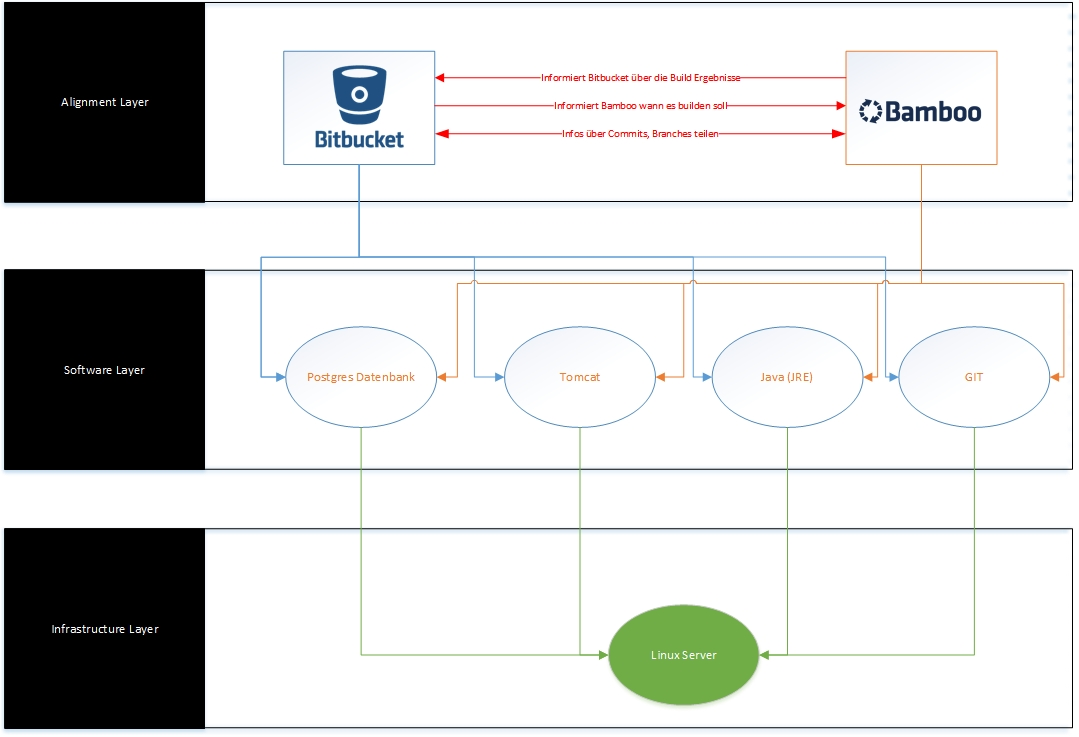 Alignment Layer
Bitbucket
Informiert Bitbucket über die Build Ergebnisse
Informiert Bamboo wann es builden soll
Infos über Commits, Branches teilen
Bamboo
Software Layer
Postgres Datenbank
Tomcat
Java (JRE)
GIT
Infrastructure Layer
Linux Server